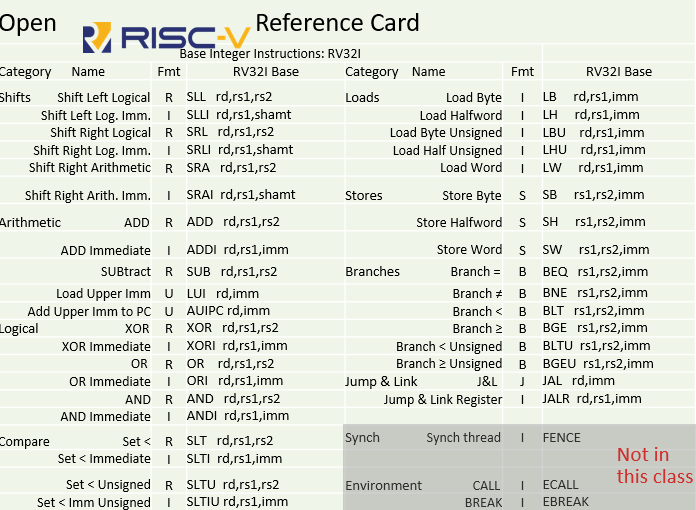 Open RISC-V Reference Card
Base Integer Instructions: RV32I
Category Name Fmt RV32I Base Category Name Fmt RV32I Base
Shifts Shift Left Logical R SLL rd,rs1,rs2 Loads Load Byte I LB rd,rs1,imm
Shift Left Log. Imm. I SLLI rd,rs1,shamt Load Halfword I LH rd,rs1,imm
Shift Right Logical R SRL rd,rs1,rs2 Load Byte Unsigned I LBU rd,rs1,imm
Shift Right Log. Imm. I SRLI rd,rs1,shamt Load Half Unsigned I LHU rd,rs1,imm
Shift Right Arithmetic R SRA rd,rs1,rs2 Load Word I LW rd,rs1,imm
Shift Right Arith. Imm. I SRAI rd,rs1,shamt Stores Store Byte S SB rs1,rs2,imm
Arithmetic ADD R ADD rd,rs1,rs2 Store Halfword S SH rs1,rs2,imm
ADD Immediate I ADDI rd,rs1,imm Store Word S SW rs1,rs2,imm
SUBtract R SUB rd,rs1,rs2 Branches Branch = B BEQ rs1,rs2,imm
Load Upper Imm U LUI rd,imm Branch ≠ B BNE rs1,rs2,imm
Add Upper Imm to PC U AUIPC rd,imm Branch < B BLT rs1,rs2,imm
Logical XOR R XOR rd,rs1,rs2 Branch ≥ B BGE rs1,rs2,imm
XOR Immediate I XORI rd,rs1,imm Branch < Unsigned B BLTU rs1,rs2,imm
OR R OR rd,rs1,rs2 Branch ≥ Unsigned B BGEU rs1,rs2,imm
OR Immediate I ORI rd,rs1,imm Jump & Link J&L J JAL rd,imm
AND R AND rd,rs1,rs2 Jump & Link Register I JALR rd,rs1,imm
AND Immediate I ANDI rd,rs1,imm
Compare Set < R SLT rd,rs1,rs2 Synch Synch thread I FENCE
Set < Immediate I SLTI rd,rs1,imm Not in
this class
Set < Unsigned R SLTU rd,rs1,rs2 Environment CALL I ECALL
Set < Imm Unsigned I SLTIU rd,rs1,imm BREAK I EBREAK